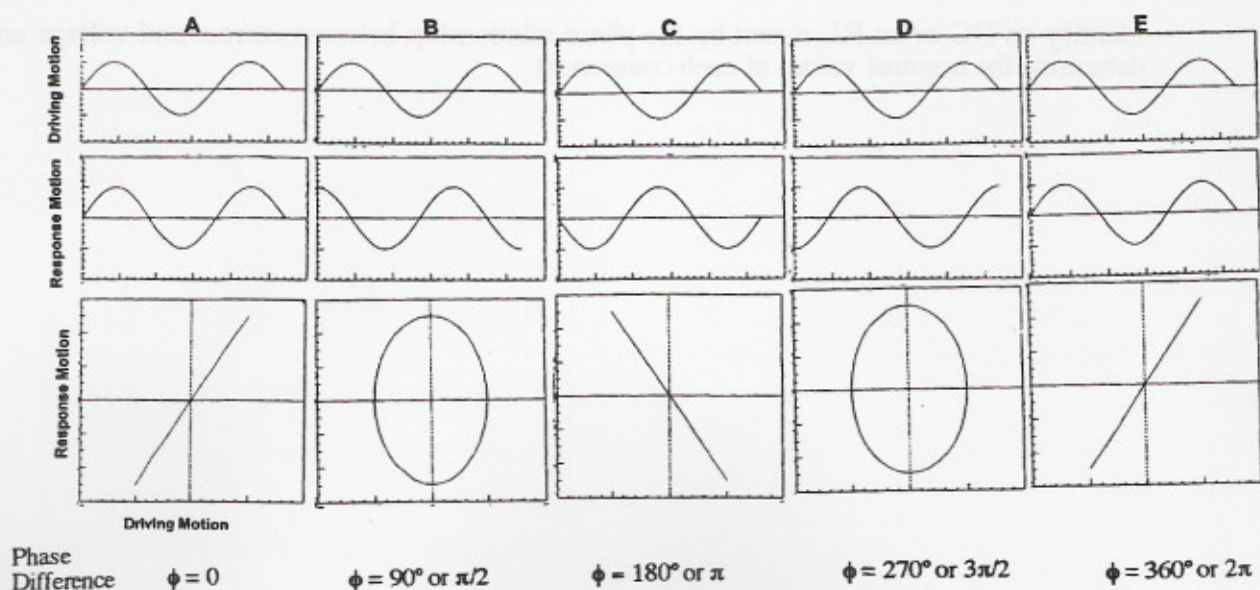 A B C D E
Driving Motion
Response Motion
Response Motion
Driving Motion
Phase
Difference
ϕ = 0
ϕ = 90° or π/2
ϕ = 180° or π
ϕ = 270° or 3π/2
ϕ = 360° or 2π